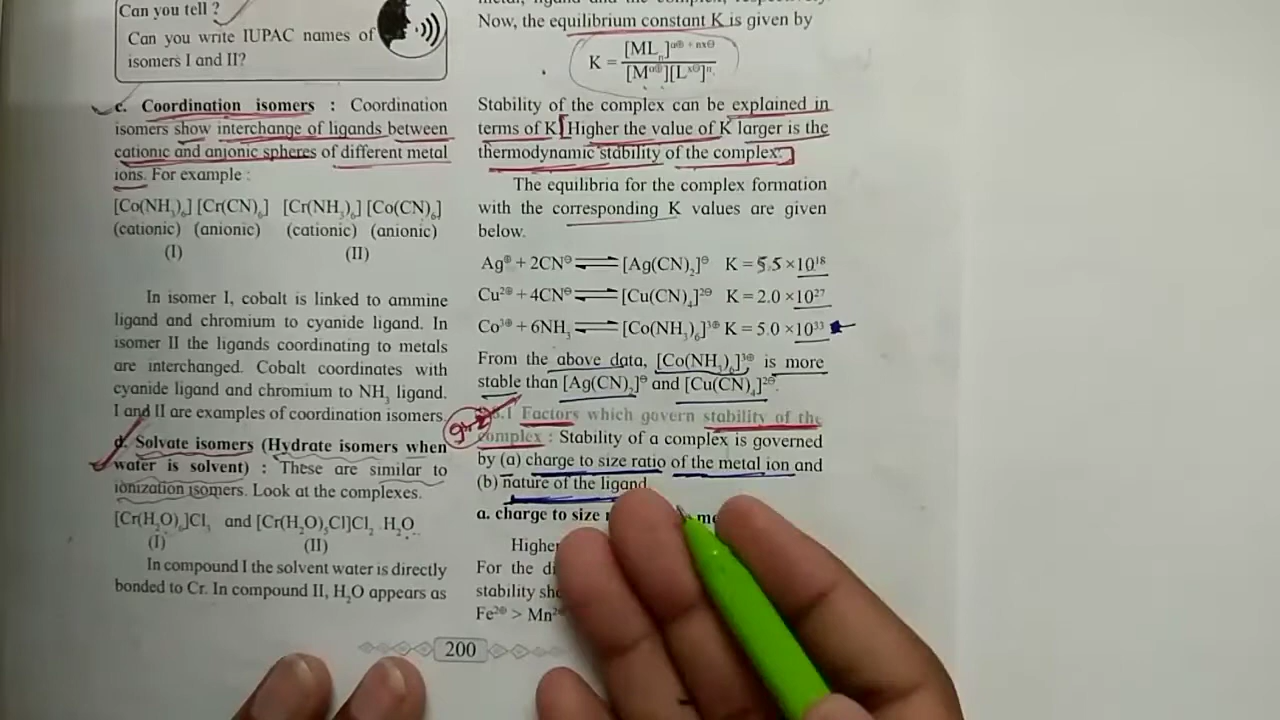 Can you tell ?
Can you write IUPAC names of
isomers I and II?
c. Coordination isomers : Coordination
isomers show interchange of ligands between
cationic and anionic spheres of different metal
ions. For example :
[Co(NH₃)₆] [Cr(CN)₆] [Cr(NH₃)₆] [Co(CN)₆]
(cationic) (anionic) (cationic) (anionic)
(I) (II)
In isomer I, cobalt is linked to ammine
ligand and chromium to cyanide ligand. In
isomer II the ligands coordinating to metals
are interchanged. Cobalt coordinates with
cyanide ligand and chromium to NH₃ ligand.
I and II are examples of coordination isomers.
d. Solvate isomers (Hydrate isomers when
water is solvent) : These are similar to
ionization isomers. Look at the complexes.
[Cr(H₂O)₆]Cl₃ and [Cr(H₂O)₅Cl]Cl₂ H₂O.
(I) (II)
In compound I the solvent water is directly
bonded to Cr. In compound II, H₂O appears as
Now, the equilibrium constant K is given by
K = [MLₙ]ᵃ⊕ ⁺ ⁿˣ⊖ / [Mᵃ⊕][Lˣ⊖]ⁿ
Stability of the complex can be explained in
terms of K. Higher the value of K larger is the
thermodynamic stability of the complex.
The equilibria for the complex formation
with the corresponding K values are given
below.
Ag⊕ + 2CN⊖ ⇌ [Ag(CN)₂]⊖ K = 5.5 × 10¹⁸
Cu²⊕ + 4CN⊖ ⇌ [Cu(CN)₄]²⊖ K = 2.0 × 10²⁷
Co³⊕ + 6NH₃ ⇌ [Co(NH₃)₆]³⊕ K = 5.0 × 10³³
From the above data, [Co(NH₃)₆]³⊕ is more
stable than [Ag(CN)₂]⊖ and [Cu(CN)₄]²⊖.
Factors which govern stability of the
complex : Stability of a complex is governed
by (a) charge to size ratio of the metal ion and
(b) nature of the ligand.
a. charge to size
Higher
For the
stability
Fe²⊕ > Mn²⊕
200